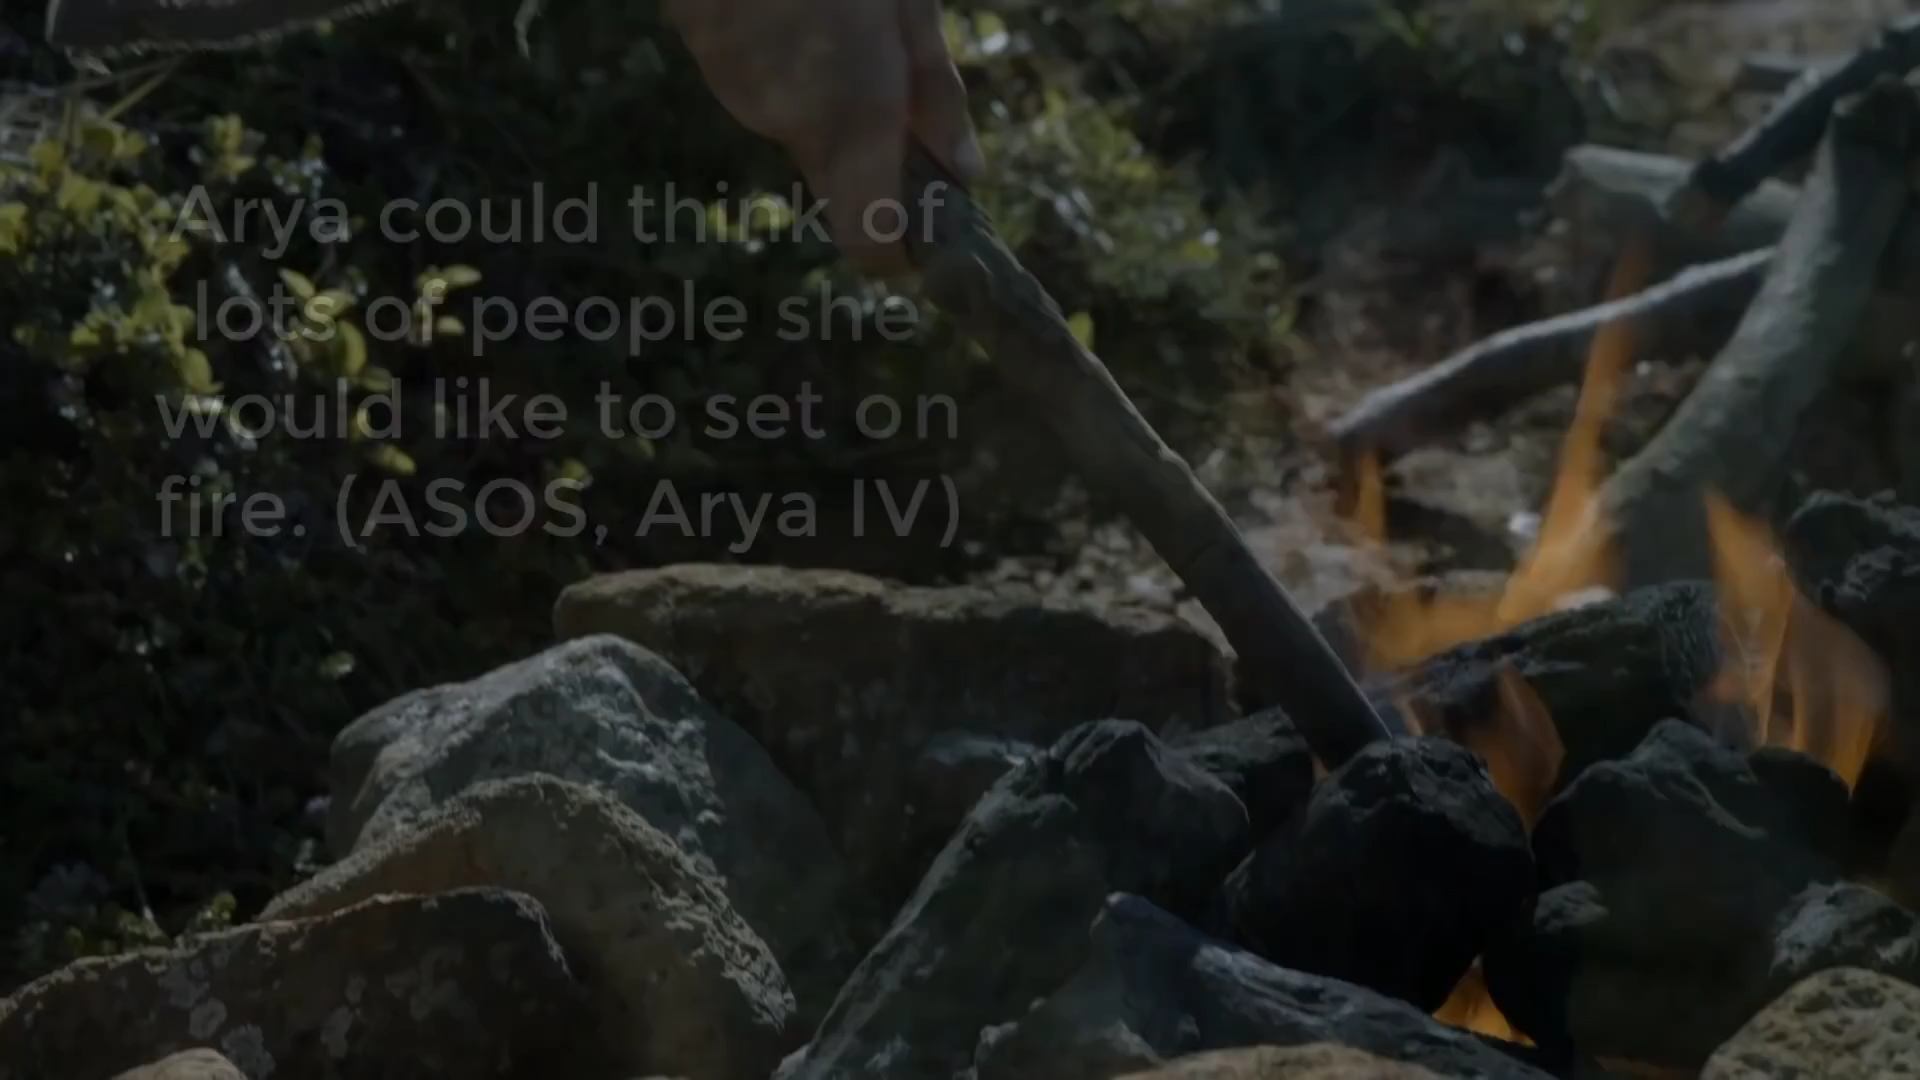 Arya could think of
lots of people she
would like to set on
fire. (ASOS, Arya IV)